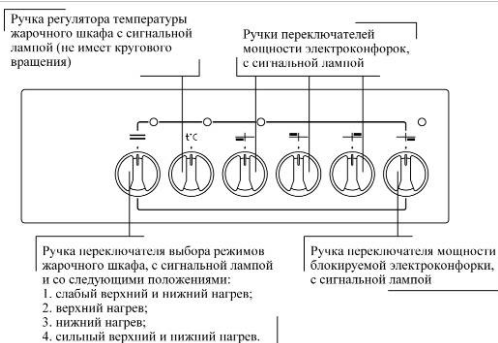 Ручка регулятора температуры
жарочного шкафа с сигнальной
лампой (не имеет кругового
вращения)
Ручки переключателей
мощности электроконфорок,
с сигнальной лампой
t°C
Ручка переключателя выбора режимов
жарочного шкафа, с сигнальной лампой
и со следующими положениями:
1. слабый верхний и нижний нагрев;
2. верхний нагрев;
3. нижний нагрев;
4. сильный верхний и нижний нагрев.
Ручка переключателя мощности
блокируемой электроконфорки,
с сигнальной лампой